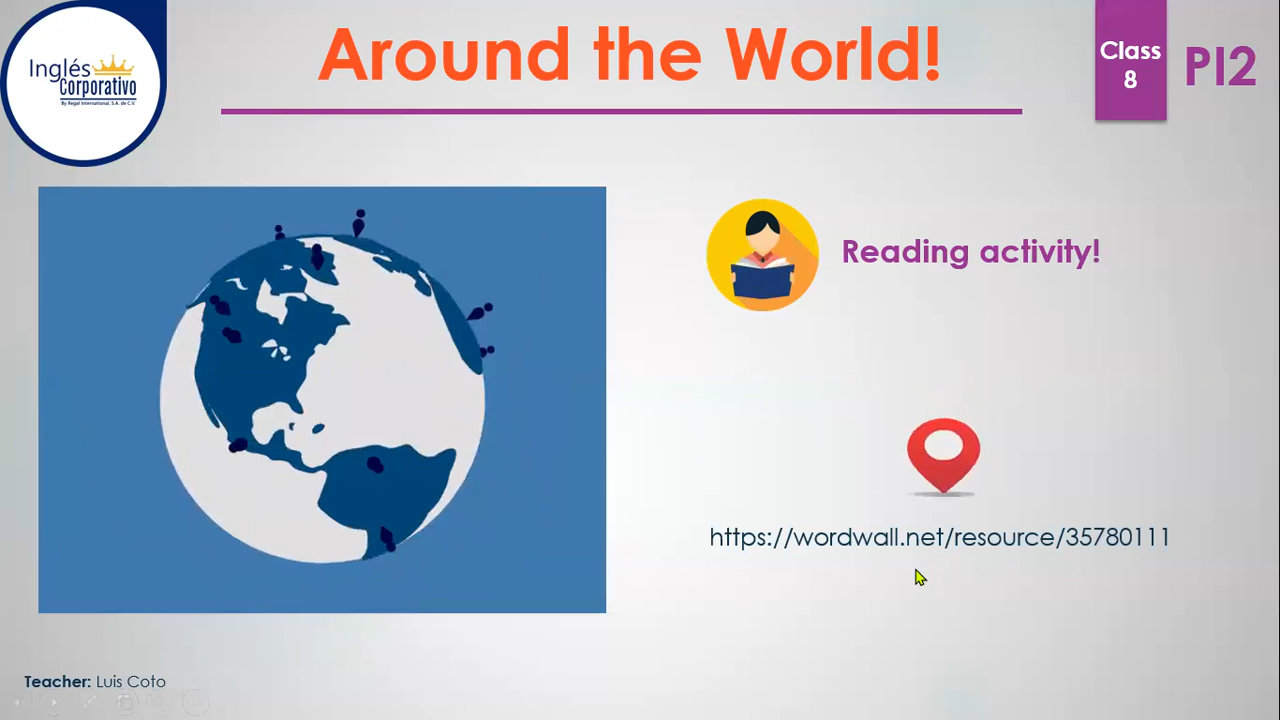 Around the World!
Class
8
PI2
Inglés
Corporativo
By Regal International, S.A. de C.V.
Reading activity!
https://wordwall.net/resource/35780111
Teacher: Luis Coto